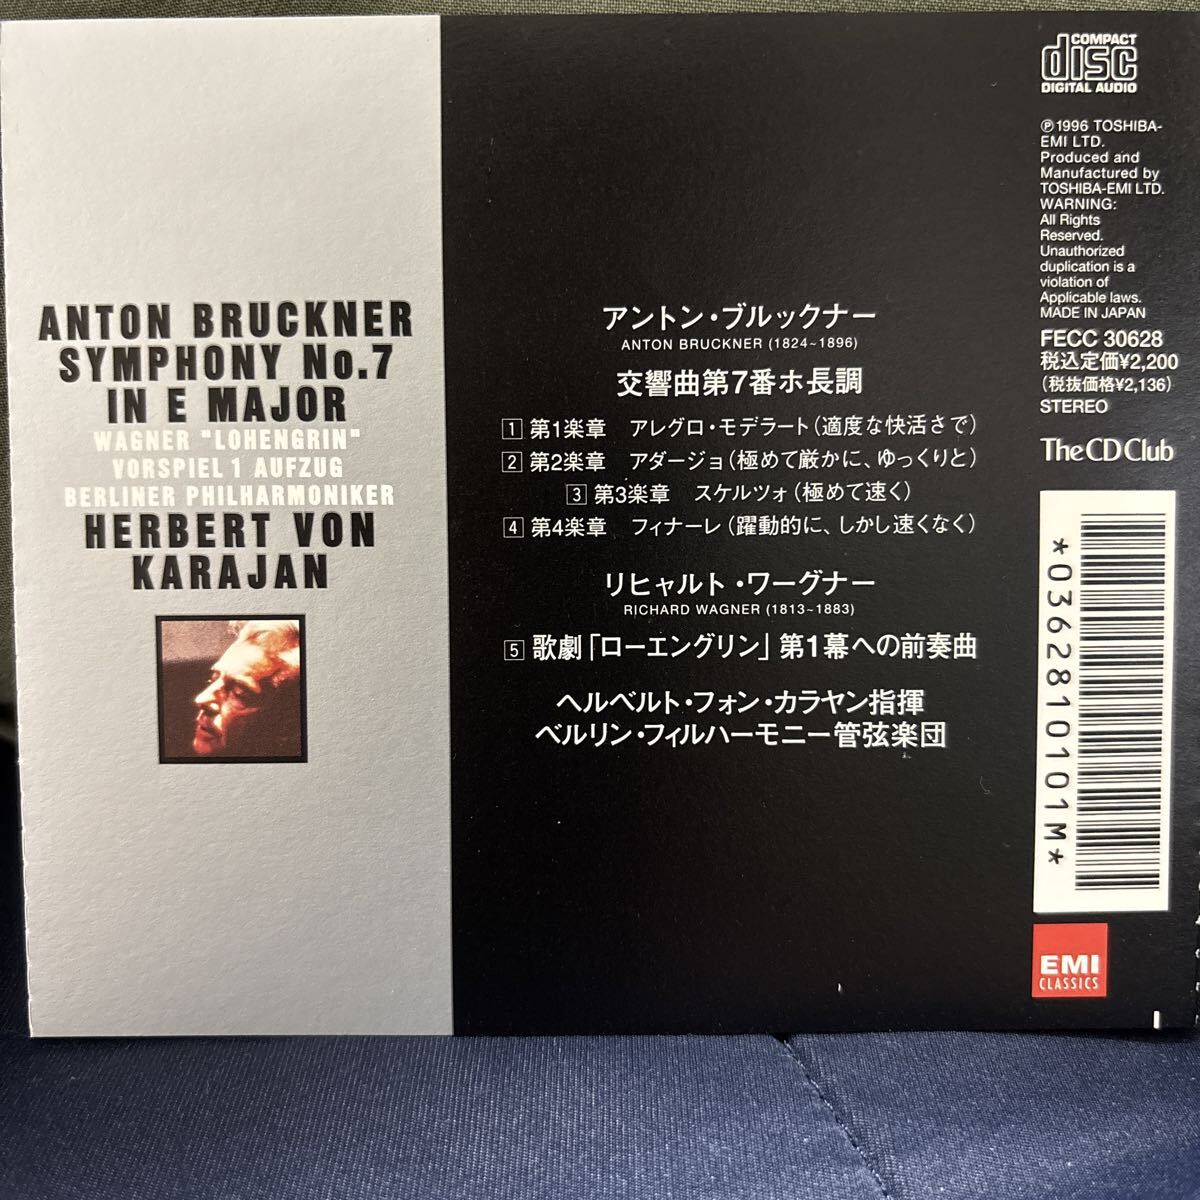 ANTON BRUCKNER
SYMPHONY No.7
IN E MAJOR
WAGNER "LOHENGRIN"
VORSPIEL 1 AUFZUG
BERLINER PHILHARMONIKER
HERBERT VON
KARAJAN
アントン・ブルックナー
ANTON BRUCKNER (1824~1896)
交響曲第7番ホ長調
1 第1楽章 アレグロ・モデラート(適度な快活さで)
2 第2楽章 アダージョ(極めて厳かに、ゆっくりと)
3 第3楽章 スケルツォ(極めて速く)
4 第4楽章 フィナーレ(躍動的に、しかし速くなく)
リヒャルト・ワーグナー
RICHARD WAGNER (1813~1883)
5 歌劇「ローエングリン」第1幕への前奏曲
ヘルベルト・フォン・カラヤン指揮
ベルリン・フィルハーモニー管弦楽団
COMPACT
disc
DIGITAL AUDIO
℗1996 TOSHIBA-
EMI LTD.
Produced and
Manufactured by
TOSHIBA-EMI LTD.
WARNING:
All Rights
Reserved.
Unauthorized
duplication is a
violation of
Applicable laws.
MADE IN JAPAN
FECC 30628
税込定価¥2,200
(税抜価格¥2,136)
STEREO
The CD Club
*0362810101M*
EMI
CLASSICS